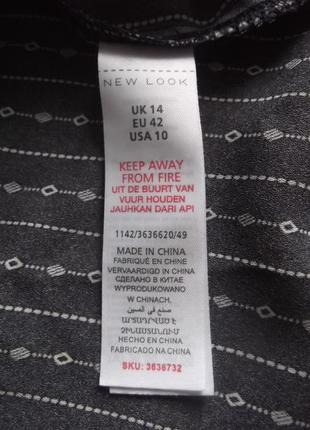 NEW LOOK
UK 14
EU 42
USA 10
KEEP AWAY
FROM FIRE
UIT DE BUURT VAN
VUUR HOUDEN
JAUHKAN DARI API
1142/3636620/49
MADE IN CHINA
FABRIQUÉ EN CHINE
VERVAARDIGD IN CHINA
СДЕЛАНО В КИТАЕ
WYPRODUKOWANO
W CHINACH.
صنع في الصين
ԱՐՏԱԴՐՎԱԾ Է
ՉԻՆԱՍՏԱՆՈՒՄ
HECHO EN CHINA
FABRICADO NA CHINA
SKU: 3636732